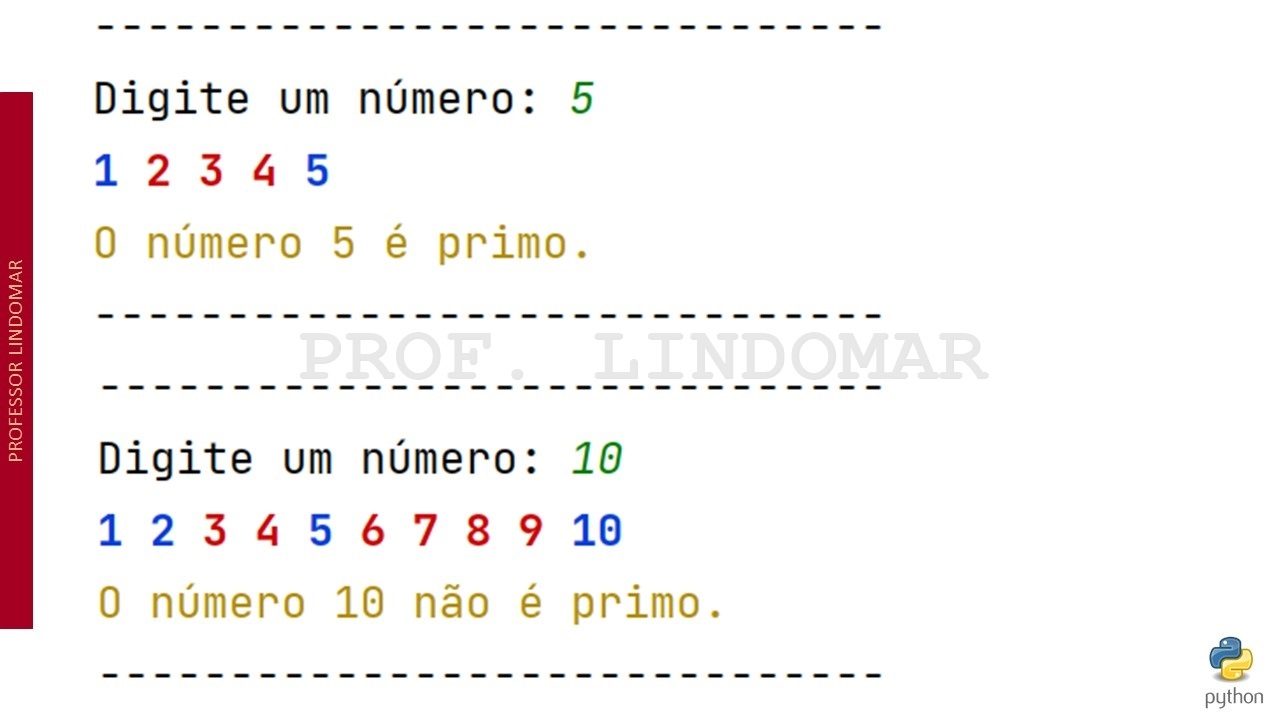 ------------------------------
Digite um número: 5
1 2 3 4 5
O número 5 é primo.
------------------------------
PROF. LINDOMAR
------------------------------
Digite um número: 10
1 2 3 4 5 6 7 8 9 10
O número 10 não é primo.
------------------------------
PROFESSOR LINDOMAR
python